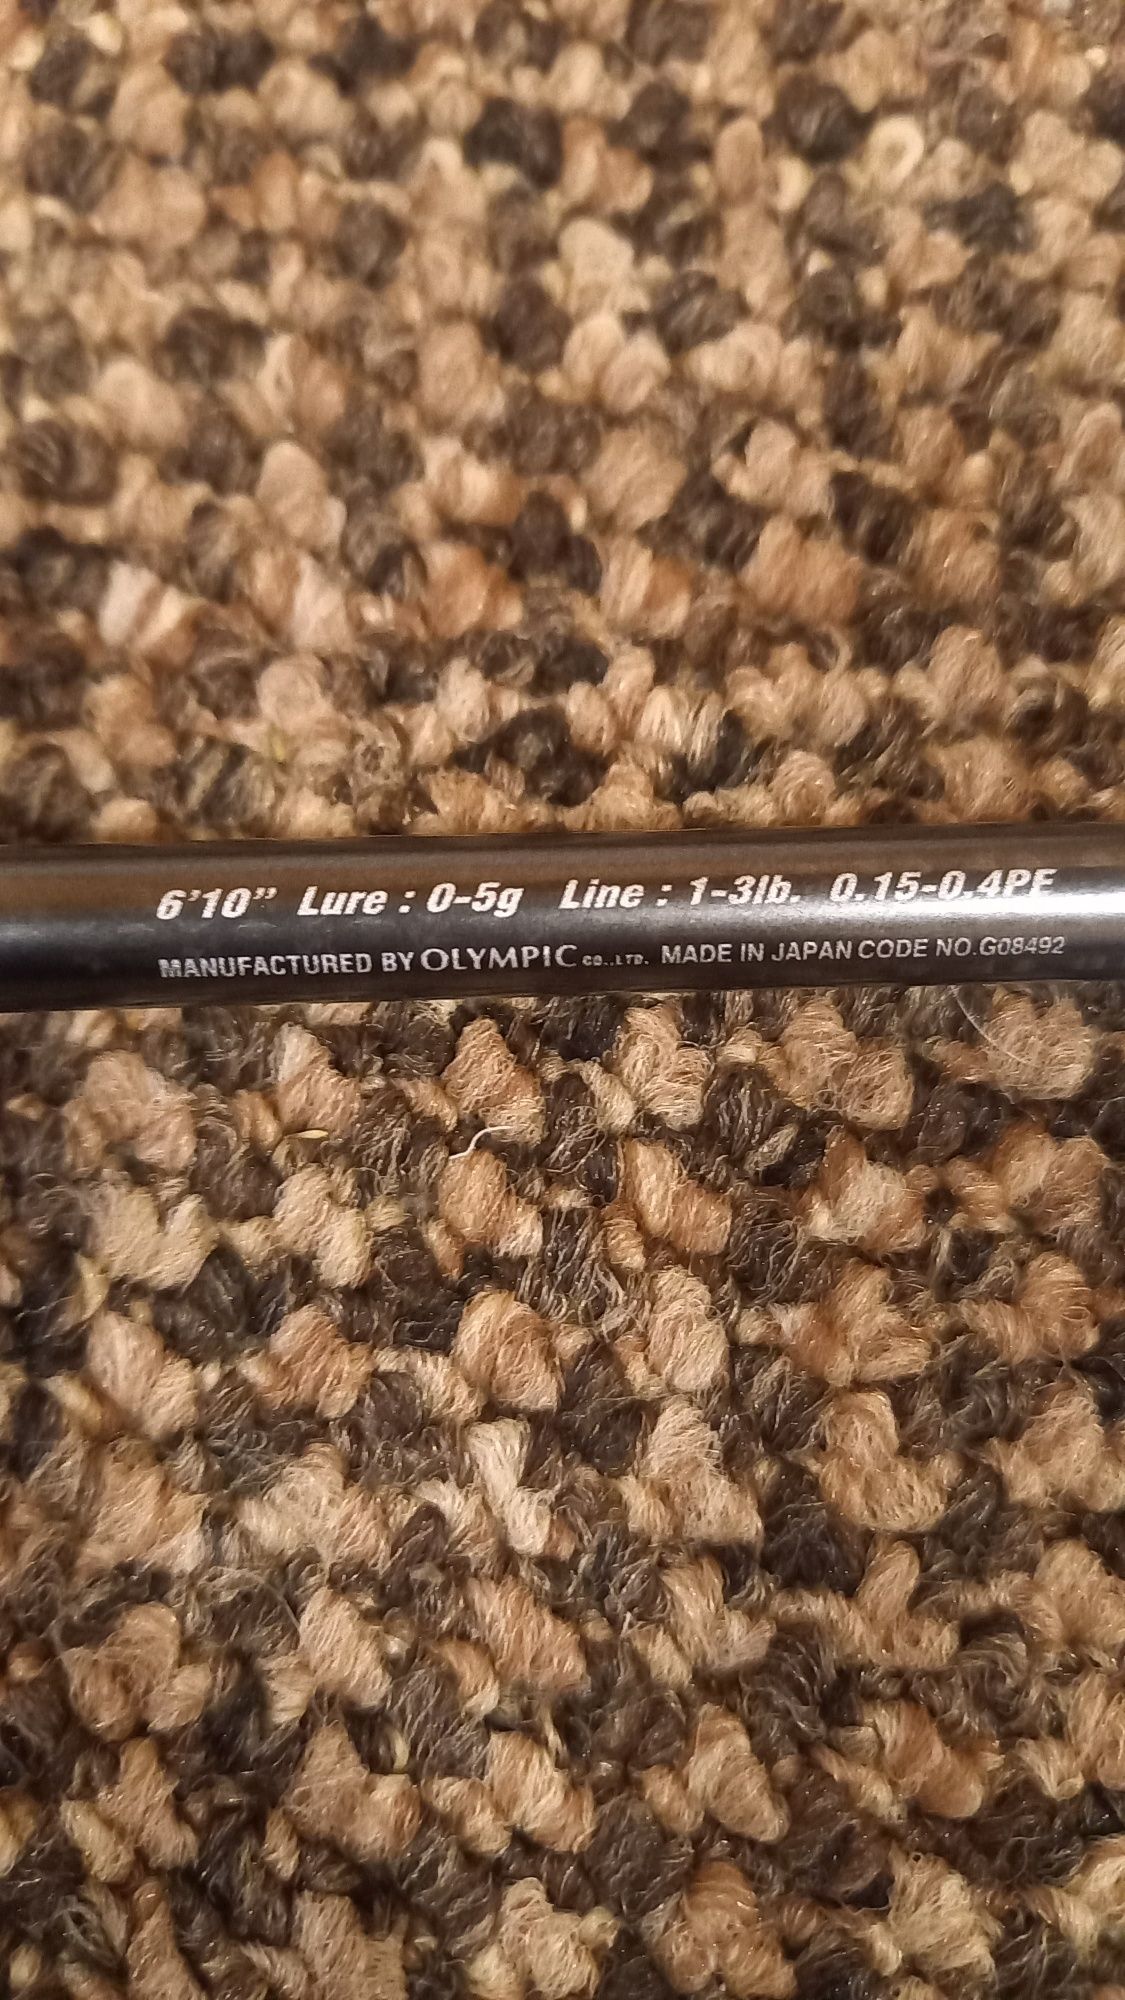 6'10” Lure : 0-5g Line : 1-3lb. 0.15-0.4PE
MANUFACTURED BY OLYMPIC CO.,LTD. MADE IN JAPAN CODE NO.G08492